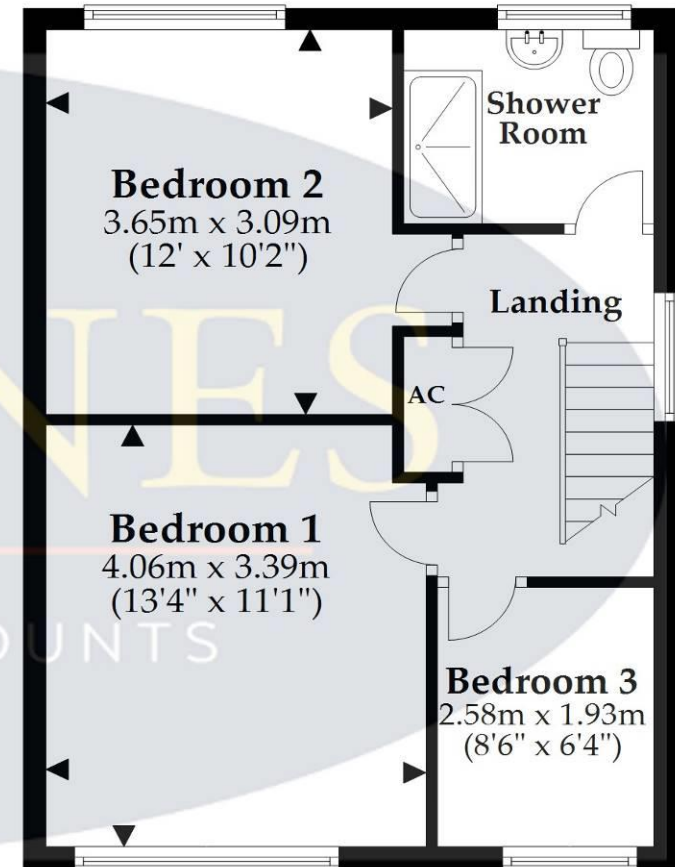 Shower
Room
Bedroom 2
3.65m x 3.09m
(12' x 10'2")
Landing
NES
AC
Bedroom 1
4.06m x 3.39m
(13'4" x 11'1")
OUNTS
Bedroom 3
2.58m x 1.93m
(8'6" x 6'4")